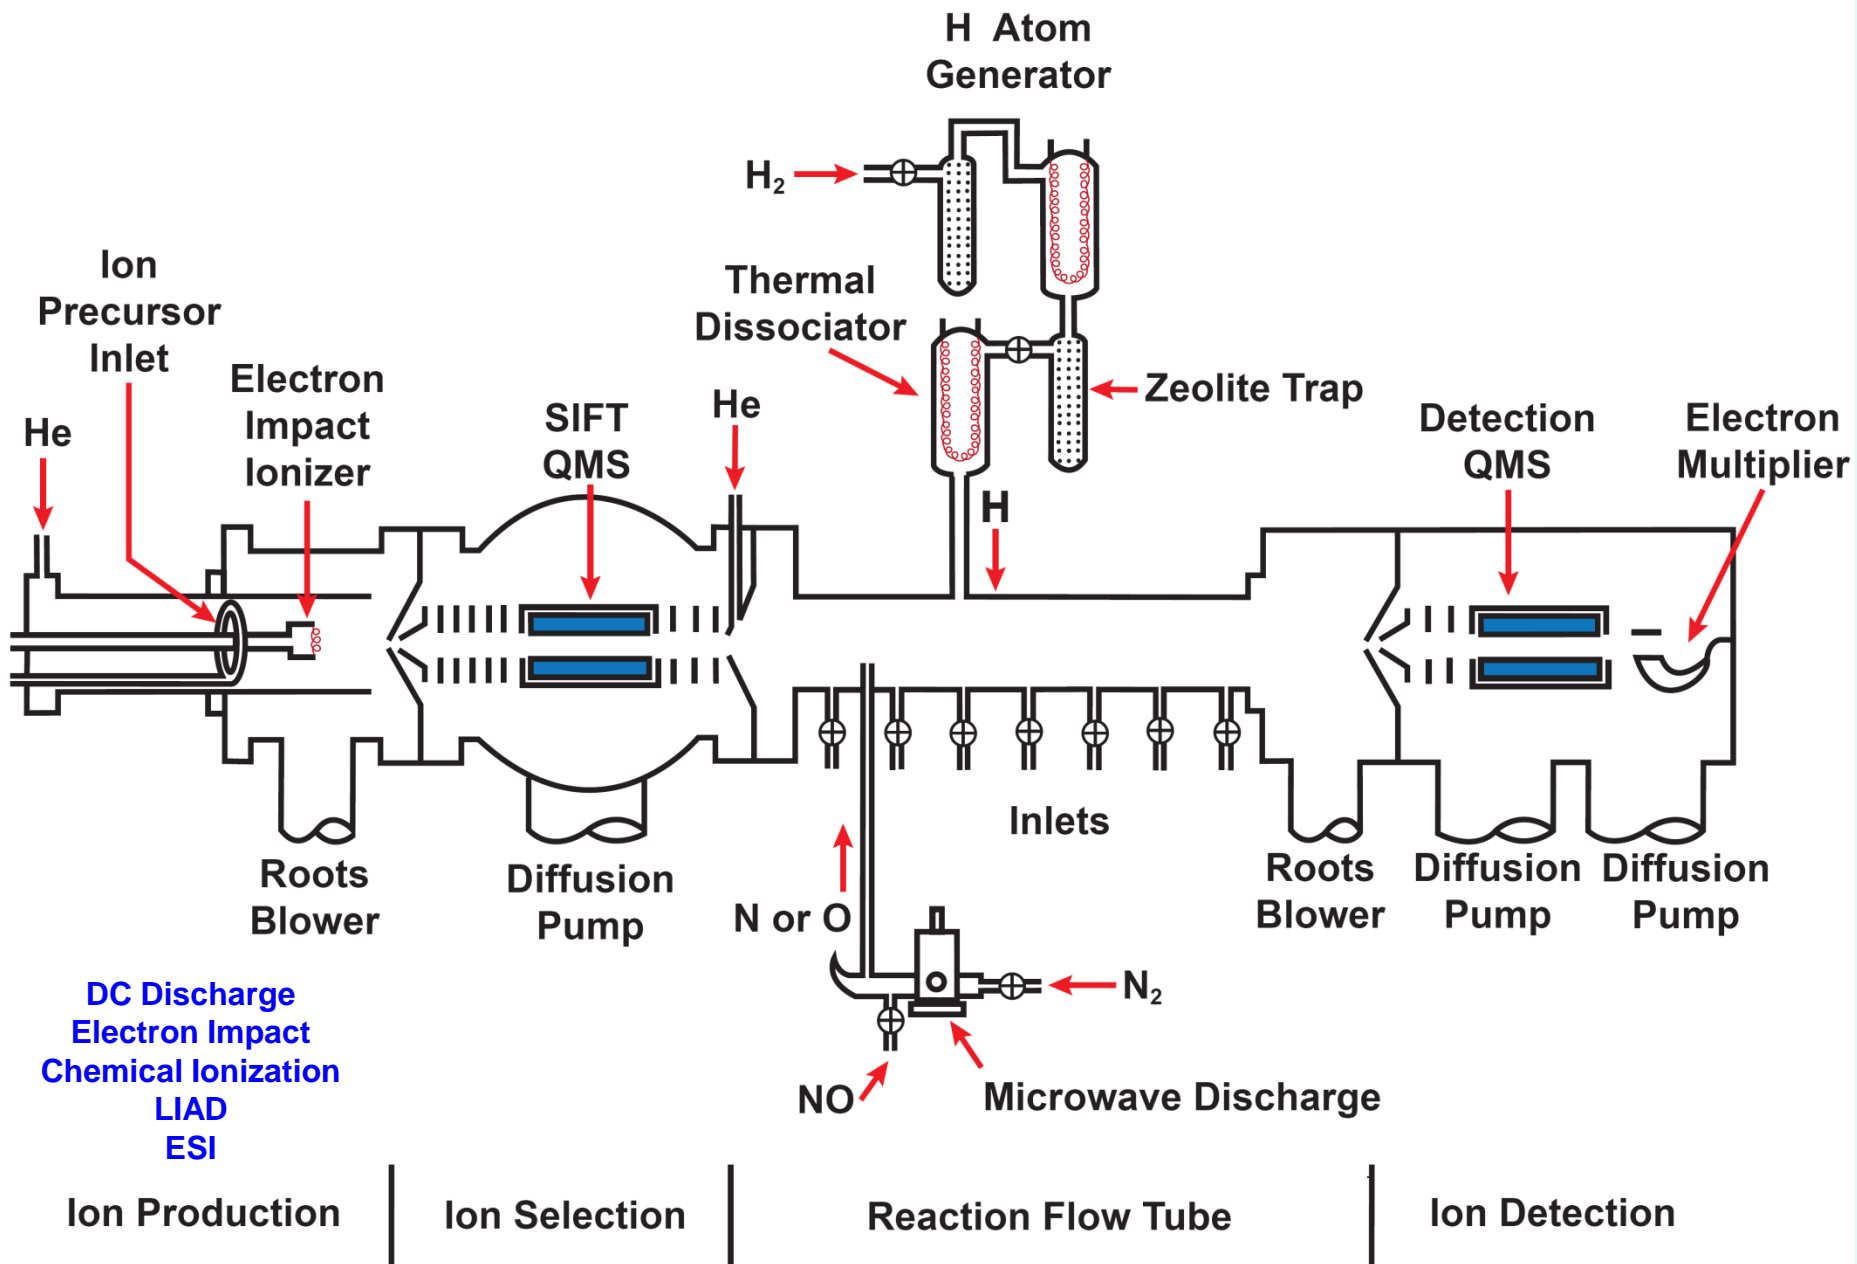 H Atom
Generator
H2
Ion
Precursor
Inlet
Thermal
Dissociator
Electron
Impact
Ionizer
He
SIFT
QMS
He
Zeolite Trap
Detection
QMS
Electron
Multiplier
H
Inlets
Roots
Blower
Diffusion
Pump
N or O
Roots
Blower
Diffusion
Pump
Diffusion
Pump
N2
NO
Microwave Discharge
DC Discharge
Electron Impact
Chemical Ionization
LIAD
ESI
Ion Production
Ion Selection
Reaction Flow Tube
Ion Detection